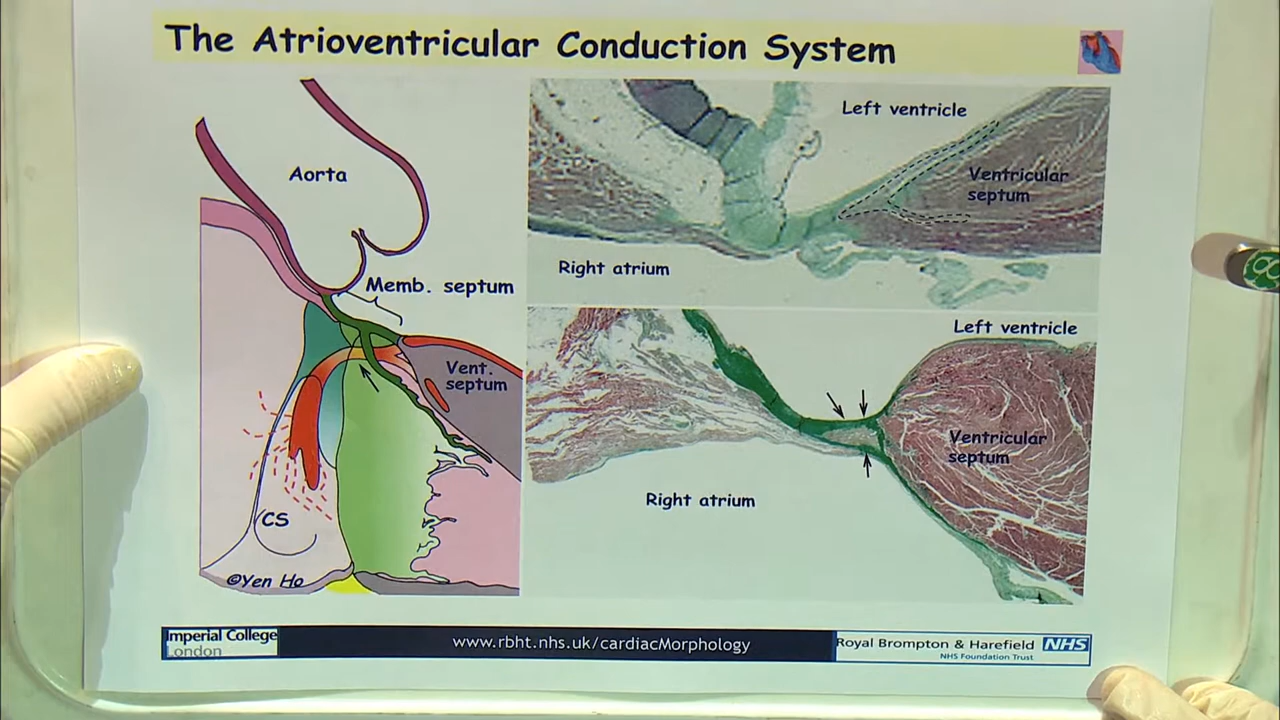 The Atrioventricular Conduction System
Aorta
Memb. septum
Vent.
septum
CS
©Yen Ho
Left ventricle
Ventricular
septum
Right atrium
Left ventricle
Ventricular
septum
Right atrium
Imperial College
London
www.rbht.nhs.uk/cardiacMorphology
Royal Brompton & Harefield NHS
NHS Foundation Trust